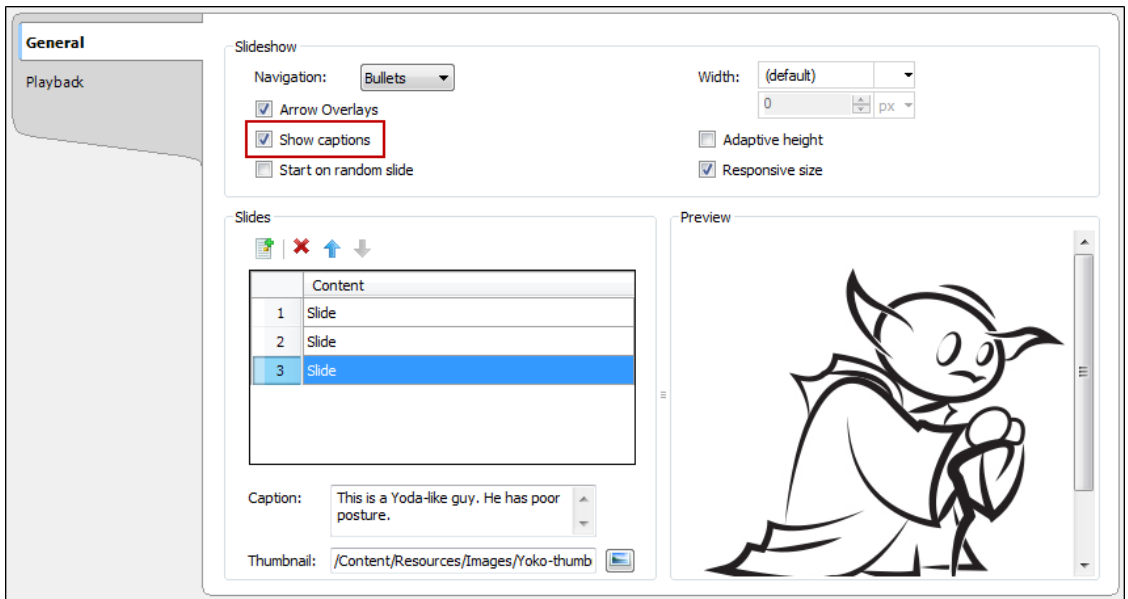 General
Playback
Slideshow
Navigation: Bullets
Width: (default)
Arrow Overlays
0 px
Show captions
Adaptive height
Start on random slide
Responsive size
Slides
Preview
Content
1 Slide
2 Slide
3 Slide
Caption: This is a Yoda-like guy. He has poor
posture.
Thumbnail: /Content/Resources/Images/Yoko-thumb